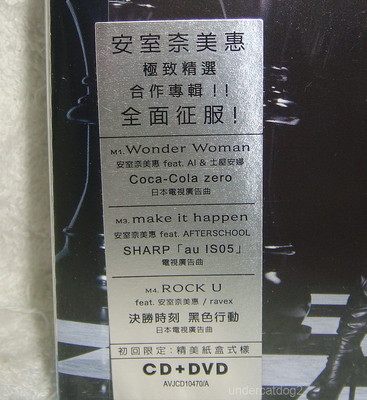 安室奈美惠
極致精選
合作專輯!!
全面征服!
M1. Wonder Woman
安室奈美惠 feat. AI & 土屋安娜
Coca-Cola zero
日本電視廣告曲
M3. make it happen
安室奈美惠 feat. AFTERSCHOOL
SHARP「au IS05」
電視廣告曲
M4. ROCK U
feat. 安室奈美惠 / ravex
決勝時刻 黑色行動
日本電視廣告曲
初回限定：精美紙盒式樣
CD+DVD
AVJCD10470/A